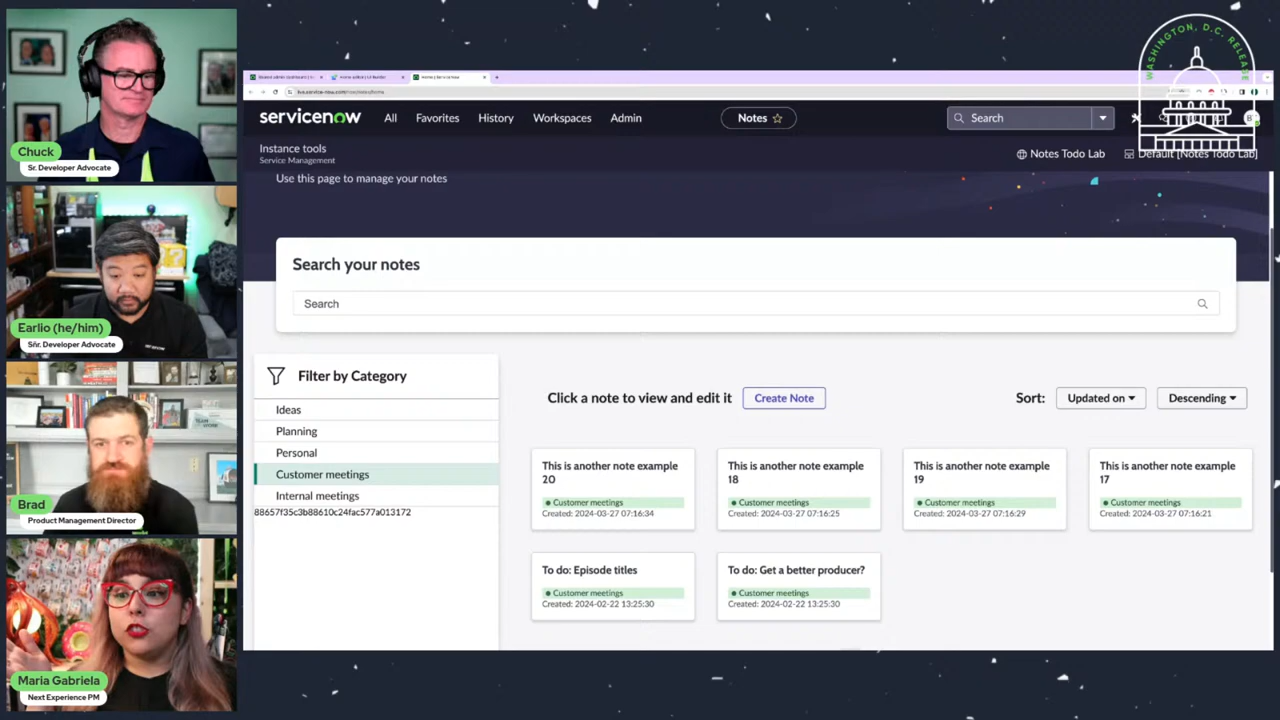 Chuck
Sr. Developer Advocate
Earlio (he/him)
Sñr. Developer Advocate
Brad
Product Management Director
Maria Gabriela
Next Experience PM
WASHINGTON, D.C. RELEASE
servicenow
All
Favorites
History
Workspaces
Admin
Notes
Search
Instance tools
Service Management
Notes Todo Lab
Default [Notes Todo Lab]
Use this page to manage your notes
Search your notes
Search
Filter by Category
Ideas
Planning
Personal
Customer meetings
Internal meetings
88657f35c3b88610c24fac577a013172
Click a note to view and edit it
Create Note
Sort:
Updated on
Descending
This is another note example
20
Customer meetings
Created: 2024-03-27 07:16:34
This is another note example
18
Customer meetings
Created: 2024-03-27 07:16:25
This is another note example
19
Customer meetings
Created: 2024-03-27 07:16:29
This is another note example
17
Customer meetings
Created: 2024-03-27 07:16:21
To do: Episode titles
Customer meetings
Created: 2024-02-22 13:25:30
To do: Get a better producer?
Customer meetings
Created: 2024-02-22 13:25:30